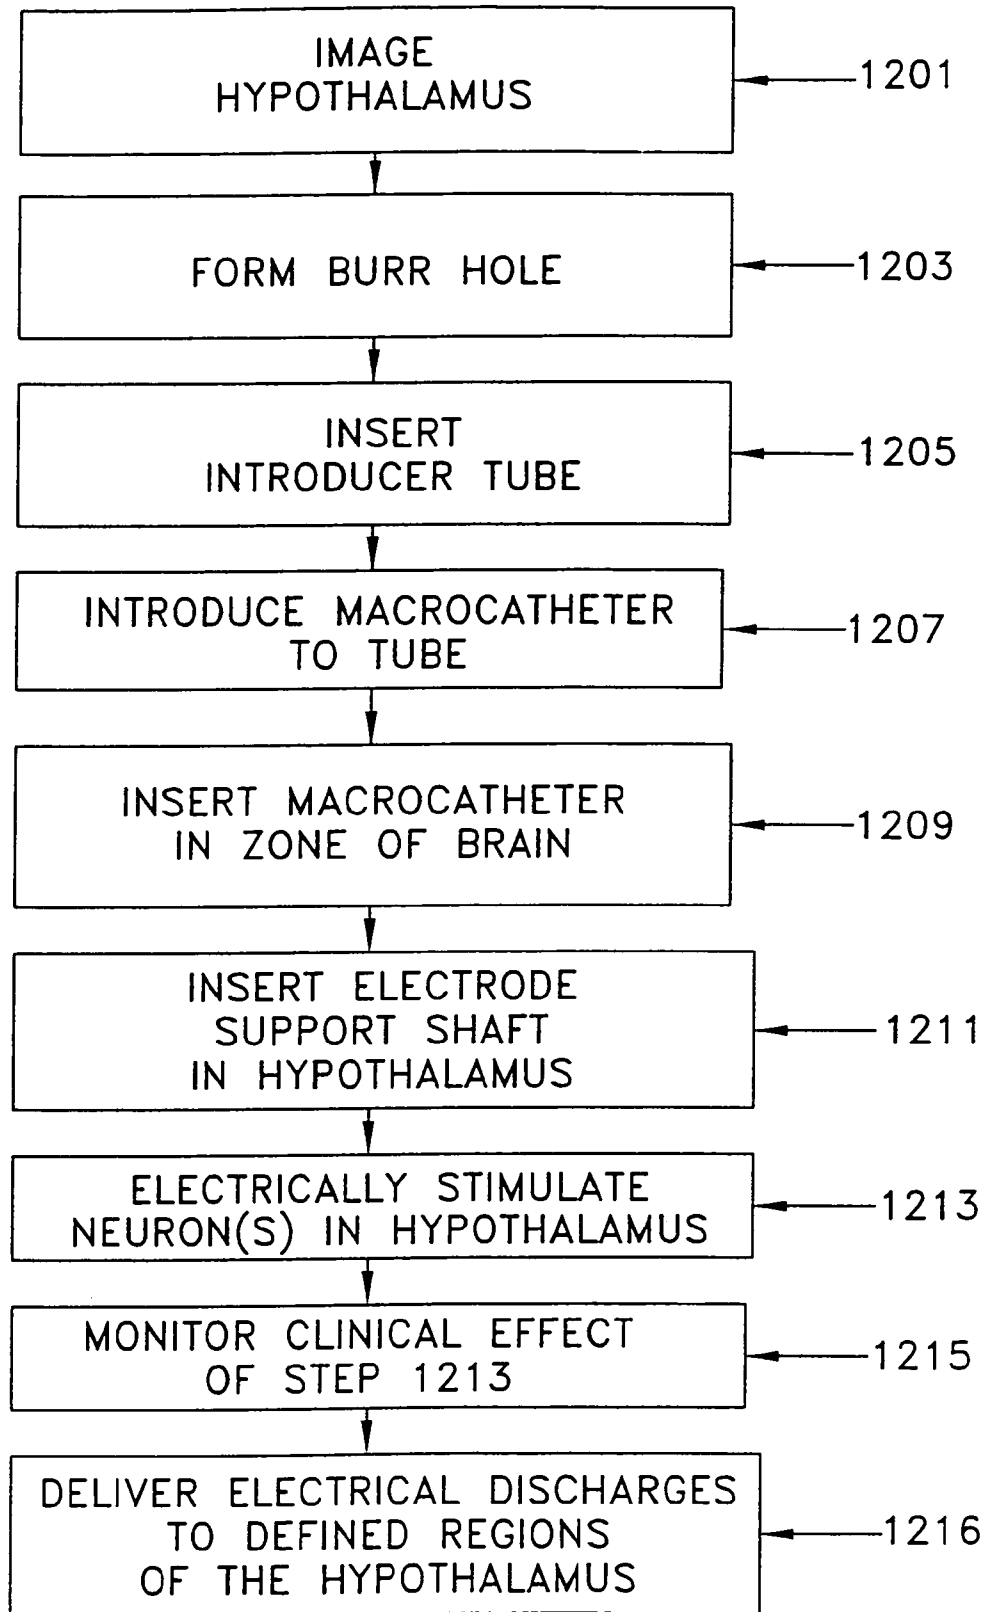 IMAGE
HYPOTHALAMUS
1201
FORM BURR HOLE
1203
INSERT
INTRODUCER TUBE
1205
INTRODUCE MACROCATHETER
TO TUBE
1207
INSERT MACROCATHETER
IN ZONE OF BRAIN
1209
INSERT ELECTRODE
SUPPORT SHAFT
IN HYPOTHALAMUS
1211
ELECTRICALLY STIMULATE
NEURON(S) IN HYPOTHALAMUS
1213
MONITOR CLINICAL EFFECT
OF STEP 1213
1215
DELIVER ELECTRICAL DISCHARGES
TO DEFINED REGIONS
OF THE HYPOTHALAMUS
1216